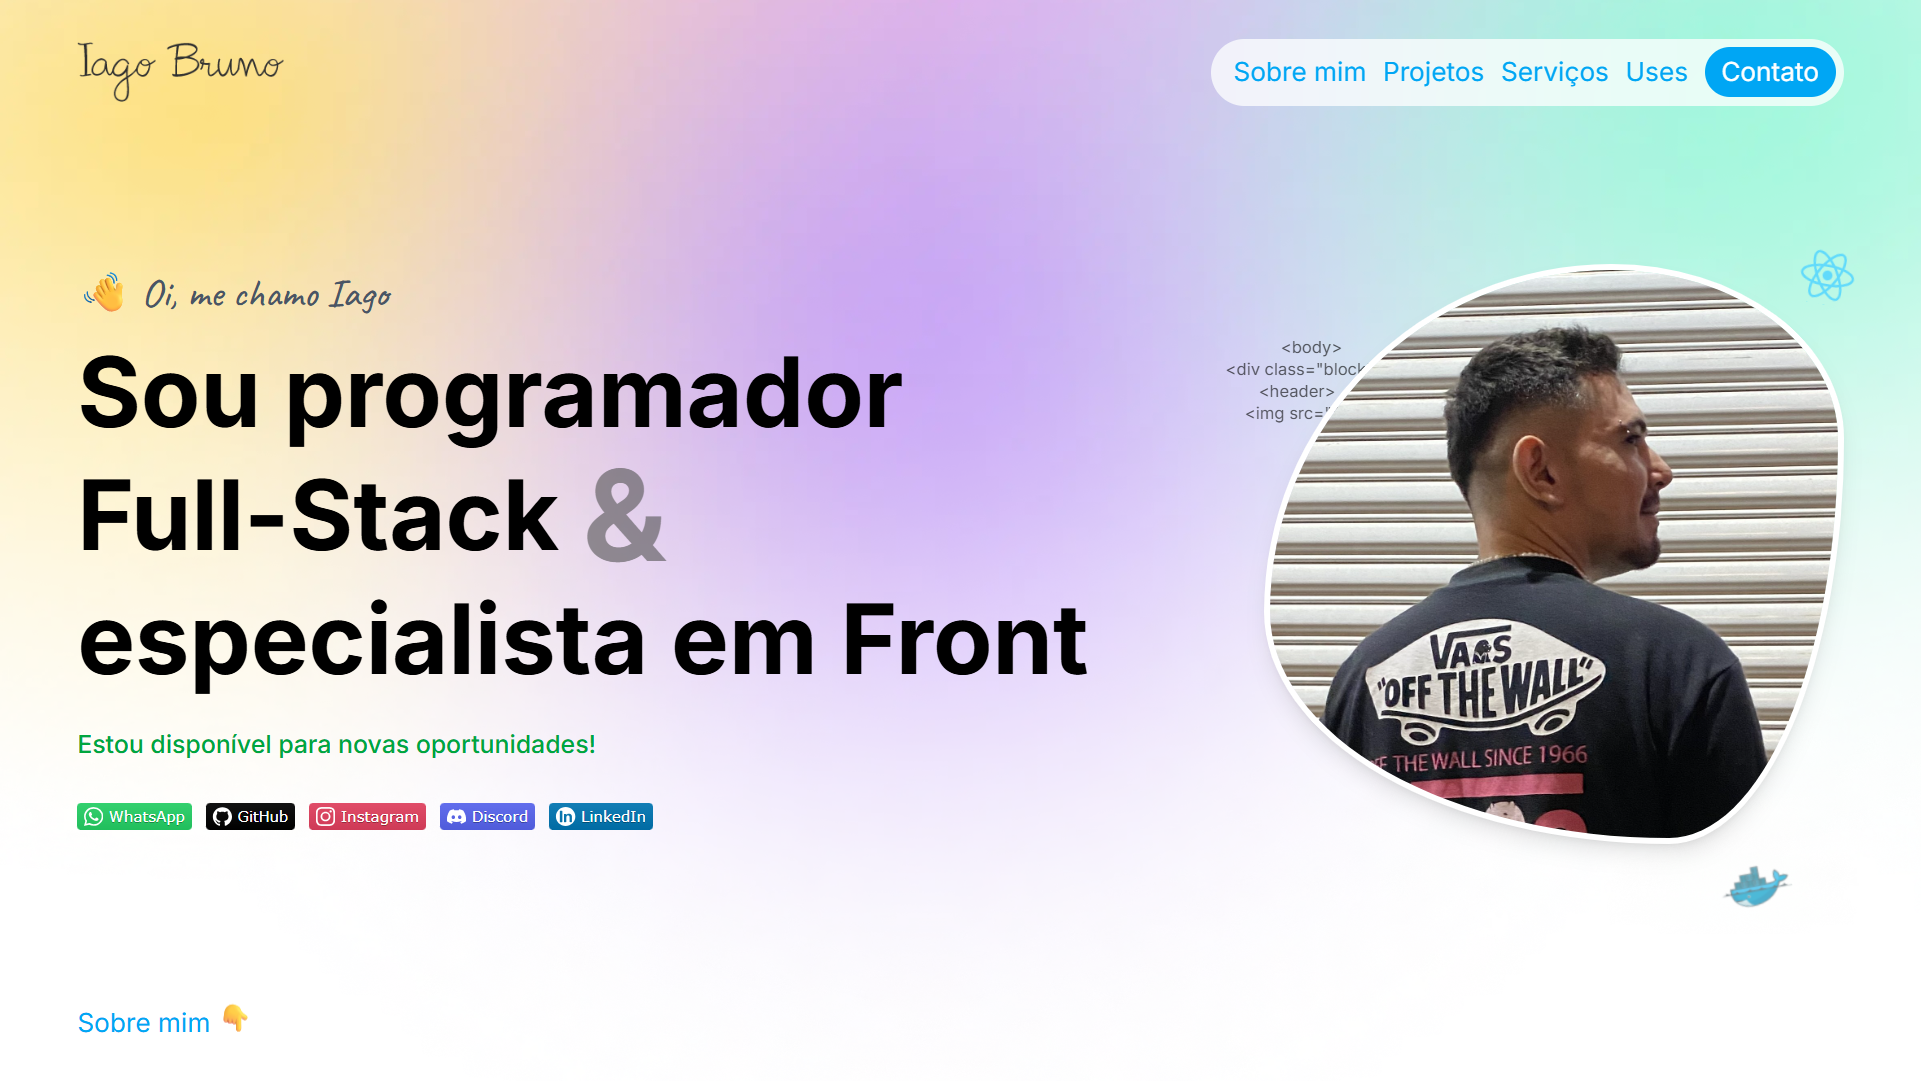 Iago Bruno
Sobre mim Projetos Serviços Uses Contato
Oi, me chamo Iago
Sou programador
Full-Stack &
especialista em Front
Estou disponível para novas oportunidades!
WhatsApp GitHub Instagram Discord LinkedIn
Sobre mim
<body>
<div class="block
<header>
<img src="
VANS
"OFF THE WALL"
THE WALL SINCE 1966